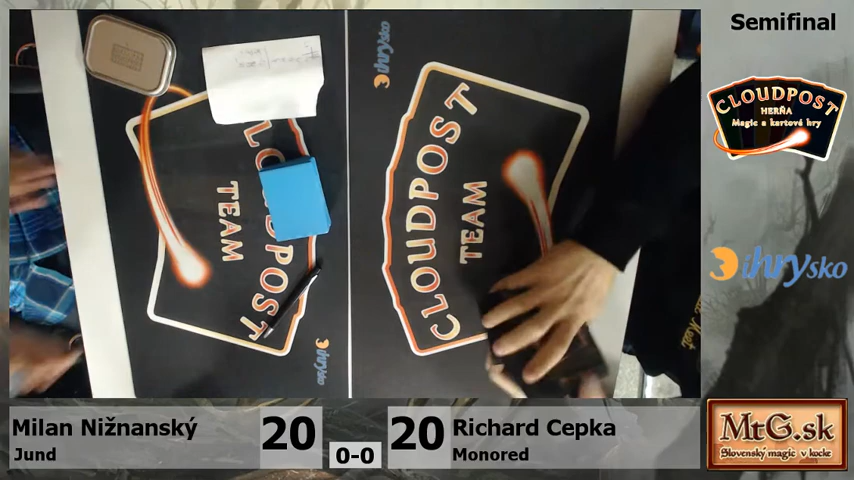 Semifinal
CLOUDPOST
HERŇA
Magic a kartové hry
ihrysko
CLOUDPOST
TEAM
ihrysko
CLOUDPOST
TEAM
ihrysko
Milan Nižnanský
20
Jund
0-0
20
Richard Cepka
Monored
MtG.sk
Slovenský magic v kocke